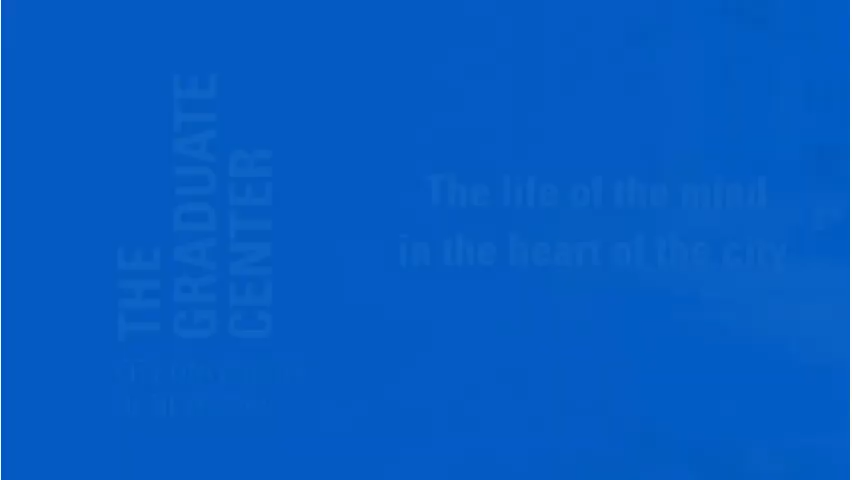 THE
GRADUATE
CENTER
The life of the mind
in the heart of the city